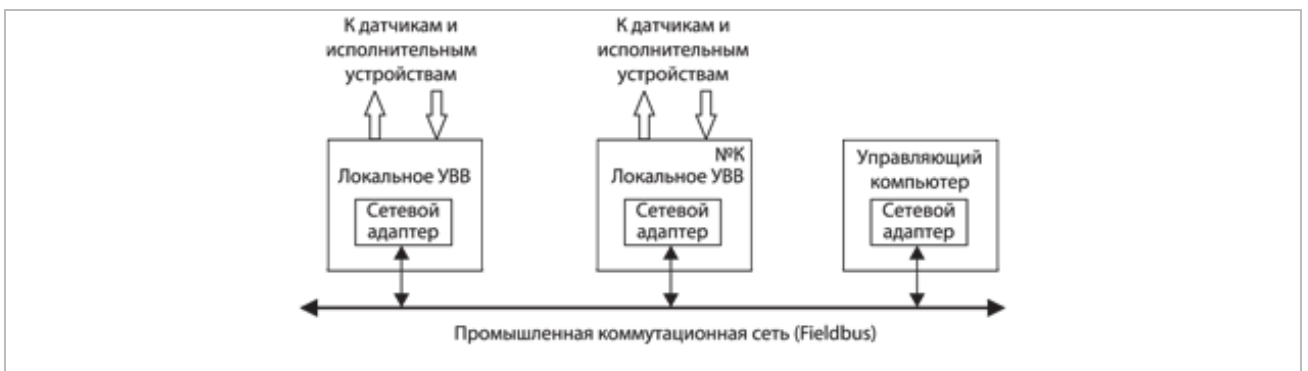 К датчикам и
исполнительным
устройствам
К датчикам и
исполнительным
устройствам
Локальное УВВ
Сетевой
адаптер
№К
Локальное УВВ
Сетевой
адаптер
Управляющий
компьютер
Сетевой
адаптер
Промышленная коммутационная сеть (Fieldbus)